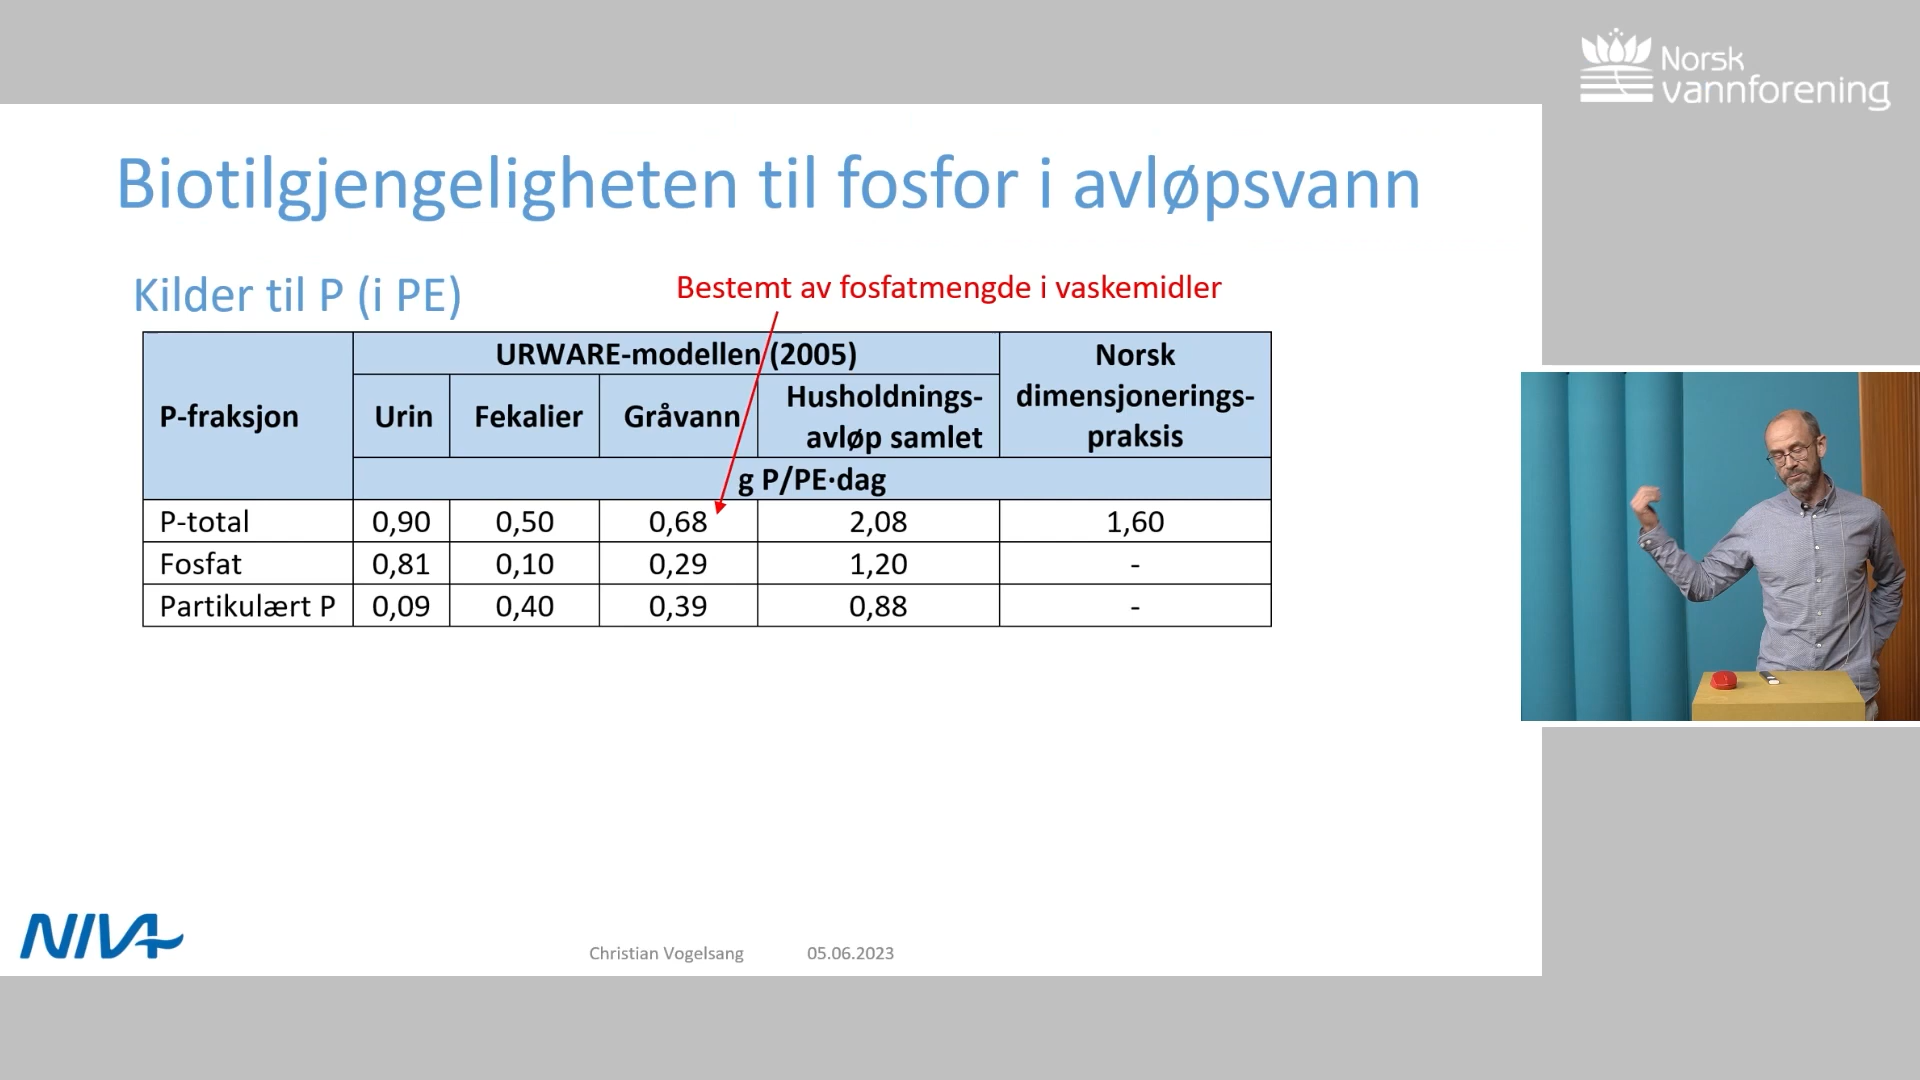 Norsk
vannforening
Biotilgjengeligheten til fosfor i avløpsvann
Kilder til P (i PE)
Bestemt av fosfatmengde i vaskemidler
P-fraksjon
URWARE-modellen (2005)
Norsk
dimensjonerings-
praksis
Urin
Fekalier
Gråvann
Husholdnings-
avløp samlet
g P/PE·dag
P-total 0,90 0,50 0,68 2,08 1,60
Fosfat 0,81 0,10 0,29 1,20 -
Partikulært P 0,09 0,40 0,39 0,88 -
NIVA
Christian Vogelsang 05.06.2023